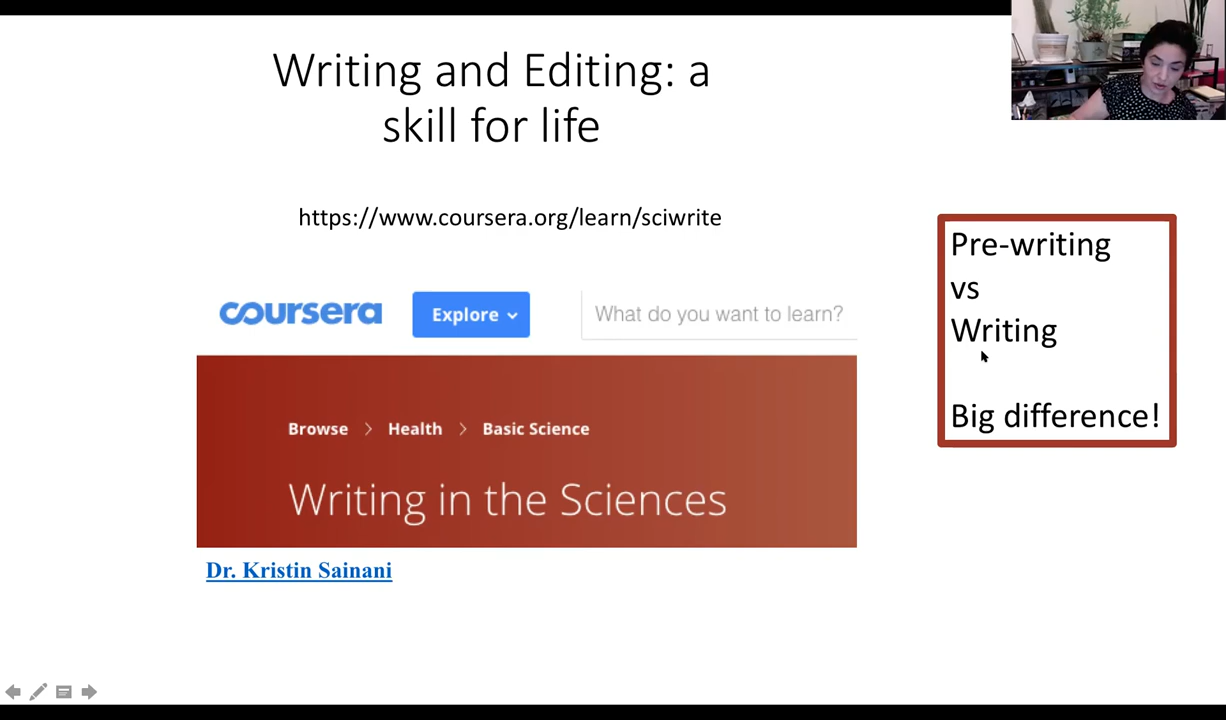 Writing and Editing: a
skill for life
https://www.coursera.org/learn/sciwrite
coursera
Explore
What do you want to learn?
Browse > Health > Basic Science
Writing in the Sciences
Dr. Kristin Sainani
Pre-writing
vs
Writing
Big difference!